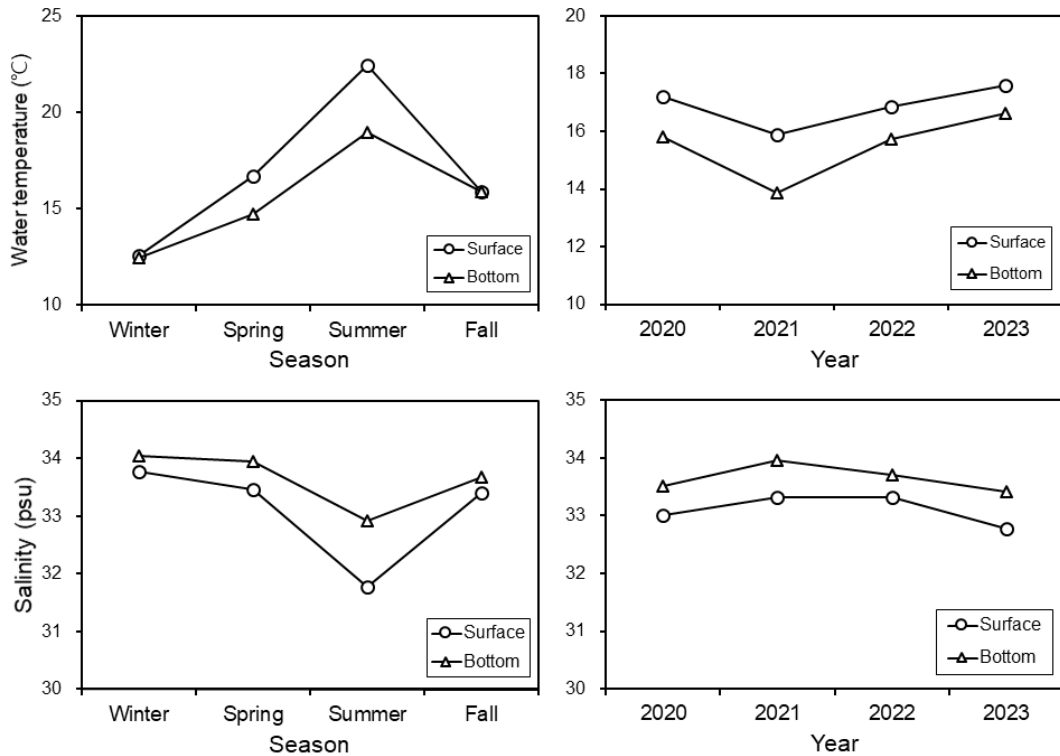 Water temperature (℃)
25
20
15
10
Surface
Bottom
Winter Spring Summer Fall
Season
20
18
16
14
12
10
Surface
Bottom
2020 2021 2022 2023
Year
Salinity (psu)
35
34
33
32
31
30
Surface
Bottom
Winter Spring Summer Fall
Season
35
34
33
32
31
30
Surface
Bottom
2020 2021 2022 2023
Year